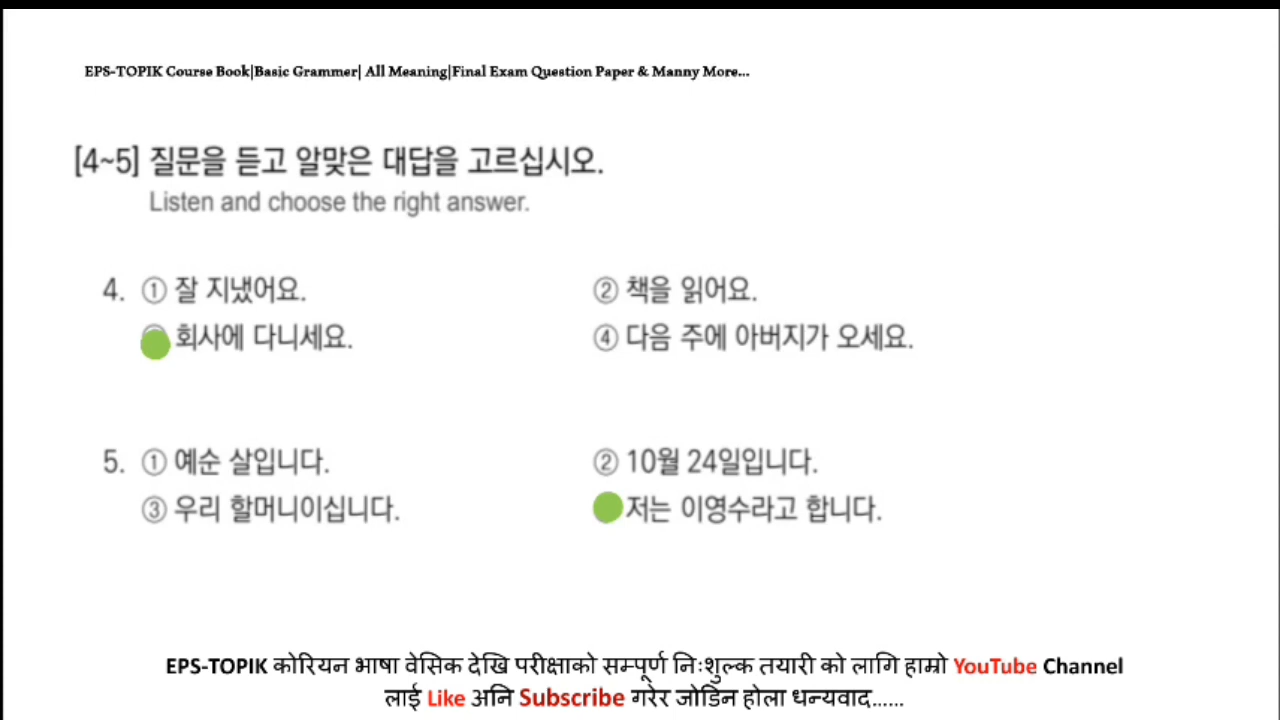 EPS-TOPIK Course Book|Basic Grammer| All Meaning|Final Exam Question Paper & Manny More...
[4~5] 질문을 듣고 알맞은 대답을 고르십시오.
Listen and choose the right answer.
4. ① 잘 지냈어요. ② 책을 읽어요.
회사에 다니세요. ④ 다음 주에 아버지가 오세요.
5. ① 예순 살입니다. ② 10월 24일입니다.
③ 우리 할머니이십니다. 저는 이영수라고 합니다.
EPS-TOPIK कोरियन भाषा वेसिक देखि परीक्षाको सम्पूर्ण निःशुल्क तयारी को लागि हाम्रो YouTube Channel
लाई Like अनि Subscribe गरेर जोडिन होला धन्यवाद......